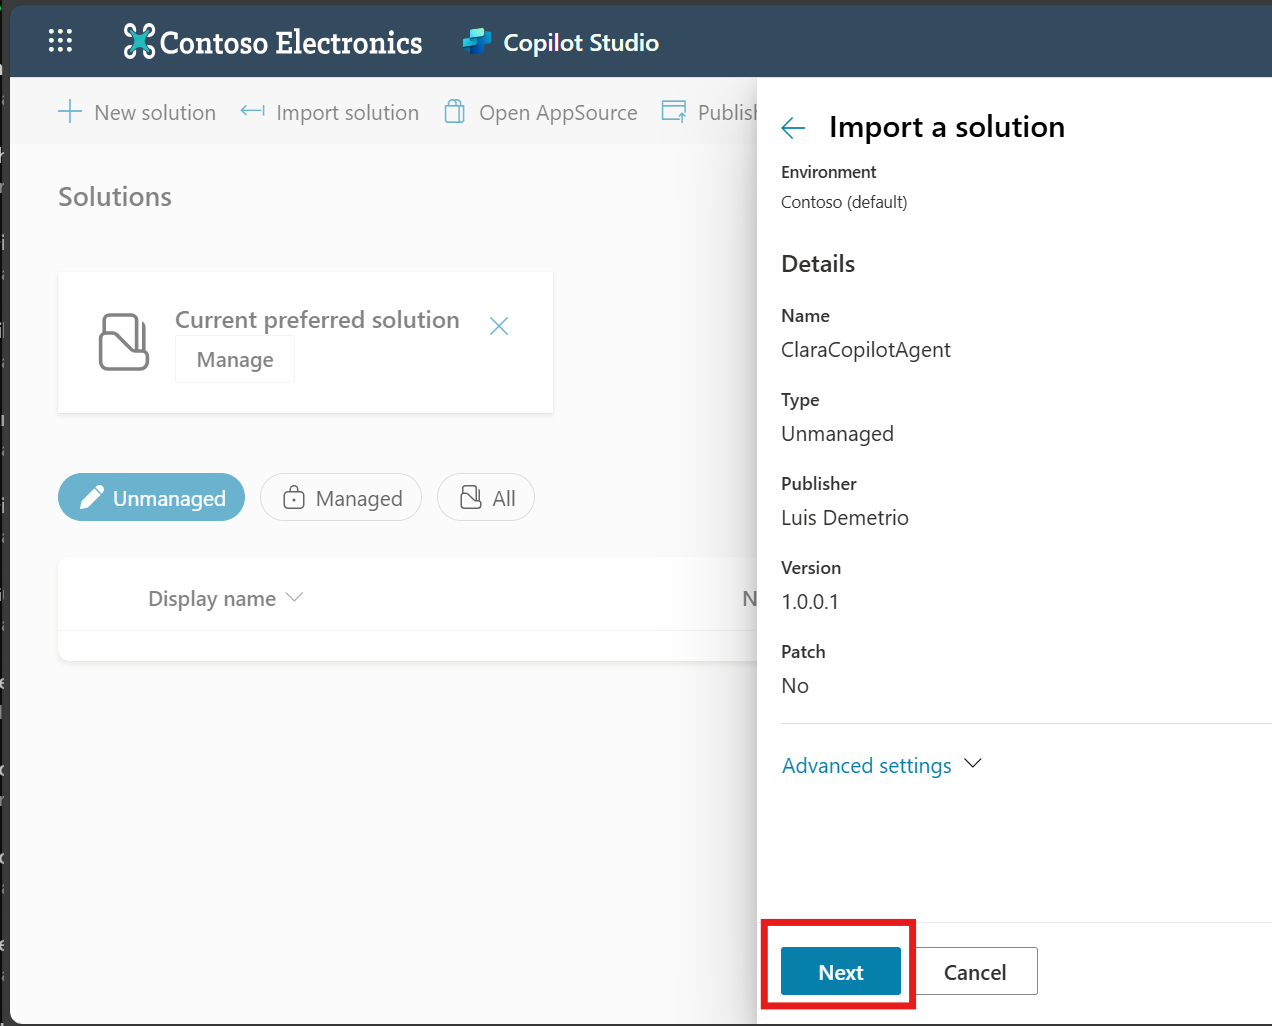 Contoso Electronics Copilot Studio
New solution Import solution Open AppSource Publish
Solutions
Current preferred solution
Manage
Unmanaged Managed All
Display name
Import a solution
Environment
Contoso (default)
Details
Name
ClaraCopilotAgent
Type
Unmanaged
Publisher
Luis Demetrio
Version
1.0.0.1
Patch
No
Advanced settings
Next Cancel